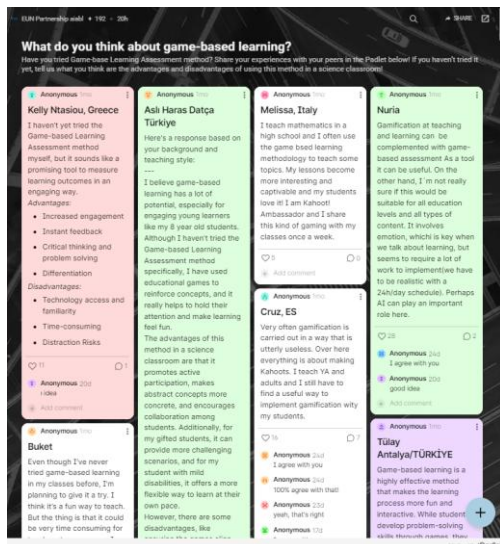 EUN Partnership aisbl + 192 • 20h
SHARE
What do you think about game-based learning?
Have you tried Game-base Learning Assessment method? Share your experiences with your peers in the Padlet below! If you haven't tried it
yet, tell us what you think are the advantages and disadvantages of using this method in a science classroom!
Anonymous 1mo
Kelly Ntasiou, Greece
I haven't yet tried the
Game-based Learning
Assessment method
myself, but it sounds like a
promising tool to measure
learning outcomes in an
engaging way.
Advantages:
Increased engagement
Instant feedback
Critical thinking and
problem solving
Differentiation
Disadvantages:
Technology access and
familiarity
Time-consuming
Distraction Risks
11
1
Anonymous 20d
i idea
Add comment
Anonymous 1mo
Buket
Even though I've never
tried game-based learning
in my classes before, I'm
planning to give it a try. I
think it's a fun way to teach.
But the thing is that it could
be very time consuming for
Anonymous 1mo
Aslı Haras Datça
Türkiye
Here's a response based on
your background and
teaching style:
---
I believe game-based
learning has a lot of
potential, especially for
engaging young learners
like my 8 year old students.
Although I haven't tried the
Game-based Learning
Assessment method
specifically, I have used
educational games to
reinforce concepts, and it
really helps to hold their
attention and make learning
feel fun.
The advantages of this
method in a science
classroom are that it
promotes active
participation, makes
abstract concepts more
concrete, and encourages
collaboration among
students. Additionally, for
my gifted students, it can
provide more challenging
scenarios, and for my
student with mild
disabilities, it offers a more
flexible way to learn at their
own pace.
However, there are some
disadvantages, like
Anonymous 1mo
Melissa, Italy
I teach mathematics in a
high school and I often use
the game bsed learning
methodology to teach some
topics. My lessons become
more interesting and
captivable and my students
love it! I am Kahoot!
Ambassador and I share
this kind of gaming with my
classes once a week.
5
0
Add comment
Anonymous 1mo
Cruz, ES
Very often gamification is
carried out in a way that is
utterly useless. Over here
everything is about making
Kahoots. I teach YA and
adults and I still have to
find a useful way to
implement gamification wity
my students.
16
7
Anonymous 24d
I agree with you
Anonymous 24d
100% agree with that!
Anonymous 23d
yeah, that's right
Anonymous 17d
Anonymous 1mo
Nuria
Gamification at teaching
and learning can be
complemented with game-
based assessment As a tool
it can be useful. On the
other hand, I´m not really
sure if this would be
suitable for all education
levels and all types of
content. It involves
emotion, whichi is key when
we talk about learning, but
seems to require a lot of
work to implement(we have
to be realistic with a
24h/day schedule). Perhaps
AI can play an important
role here.
28
2
Anonymous 24d
I agree with you
Anonymous 20d
good idea
Add comment
Anonymous 1mo
Tülay
Antalya/TÜRKİYE
Game-based learning is a
highly effective method
that makes the learning
process more fun and
interactive. While student
develop problem-solving
skills through games, they